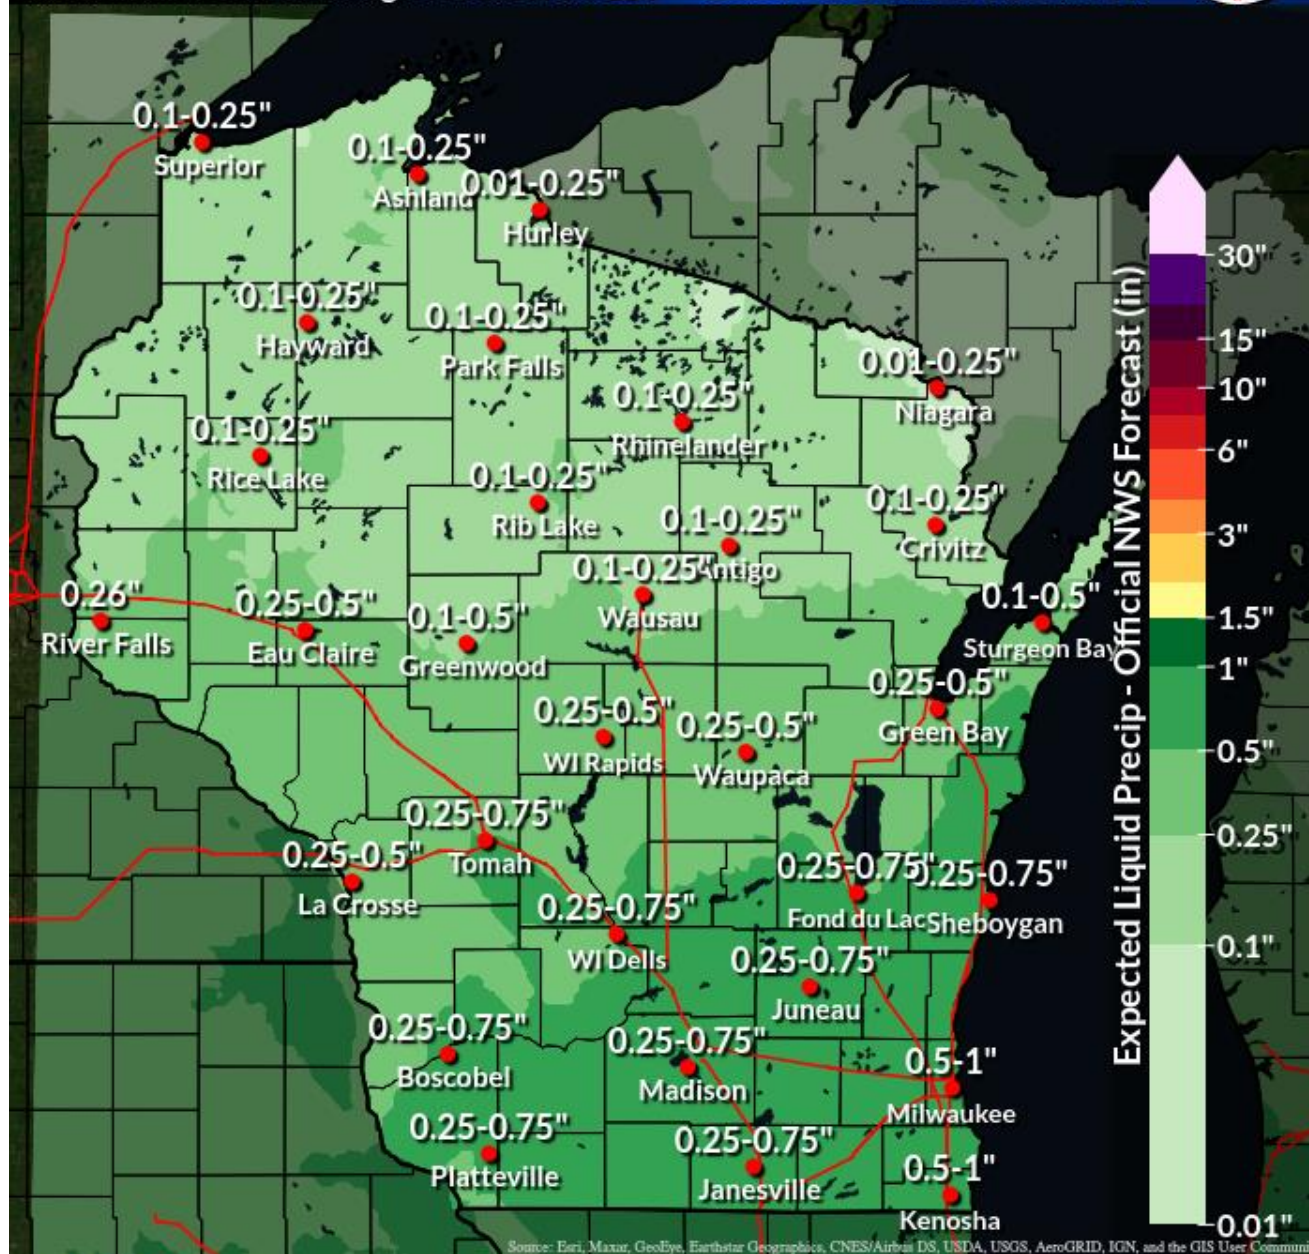 0.1-0.25"
Superior
0.1-0.25"
Ashland
0.01-0.25"
Hurley
0.1-0.25"
Hayward
0.1-0.25"
Park Falls
0.01-0.25"
Niagara
0.1-0.25"
Rhinelander
0.1-0.25"
Rice Lake
0.1-0.25"
Rib Lake
0.1-0.25"
Antigo
0.1-0.25"
Crivitz
0.1-0.25"
Wausau
0.26"
River Falls
0.25-0.5"
Eau Claire
0.1-0.5"
Greenwood
0.1-0.5"
Sturgeon Bay
0.25-0.5"
Green Bay
0.25-0.5"
WI Rapids
0.25-0.5"
Waupaca
0.25-0.75"
Tomah
0.25-0.5"
La Crosse
0.25-0.75"
Fond du Lac
0.25-0.75"
Sheboygan
0.25-0.75"
WI Dells
0.25-0.75"
Juneau
0.25-0.75"
Boscobel
0.25-0.75"
Madison
0.5-1"
Milwaukee
0.25-0.75"
Platteville
0.25-0.75"
Janesville
0.5-1"
Kenosha
Expected Liquid Precip - Official NWS Forecast (in)
30"
15"
10"
6"
3"
1.5"
1"
0.5"
0.25"
0.1"
0.01"
Source: Esri, Maxar, GeoEye, Earthstar Geographics, CNES/Airbus DS, USDA, USGS, AeroGRID, IGN, and the GIS User Commun